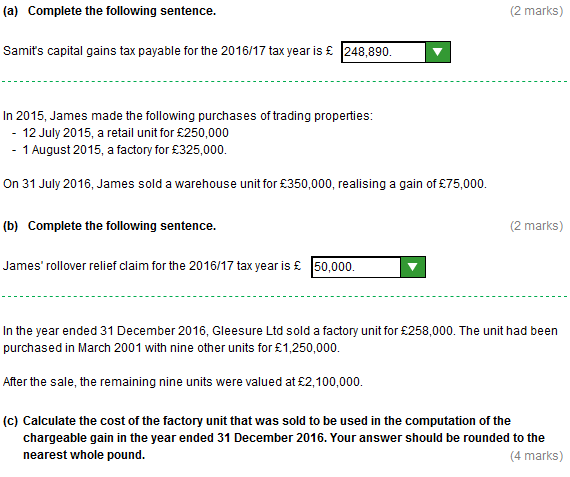 (a) Complete the following sentence. (2 marks)
Samit's capital gains tax payable for the 2016/17 tax year is £ 248,890.
In 2015, James made the following purchases of trading properties:
- 12 July 2015, a retail unit for £250,000
- 1 August 2015, a factory for £325,000.
On 31 July 2016, James sold a warehouse unit for £350,000, realising a gain of £75,000.
(b) Complete the following sentence. (2 marks)
James' rollover relief claim for the 2016/17 tax year is £ 50,000.
In the year ended 31 December 2016, Gleesure Ltd sold a factory unit for £258,000. The unit had been
purchased in March 2001 with nine other units for £1,250,000.
After the sale, the remaining nine units were valued at £2,100,000.
(c) Calculate the cost of the factory unit that was sold to be used in the computation of the
chargeable gain in the year ended 31 December 2016. Your answer should be rounded to the
nearest whole pound. (4 marks)